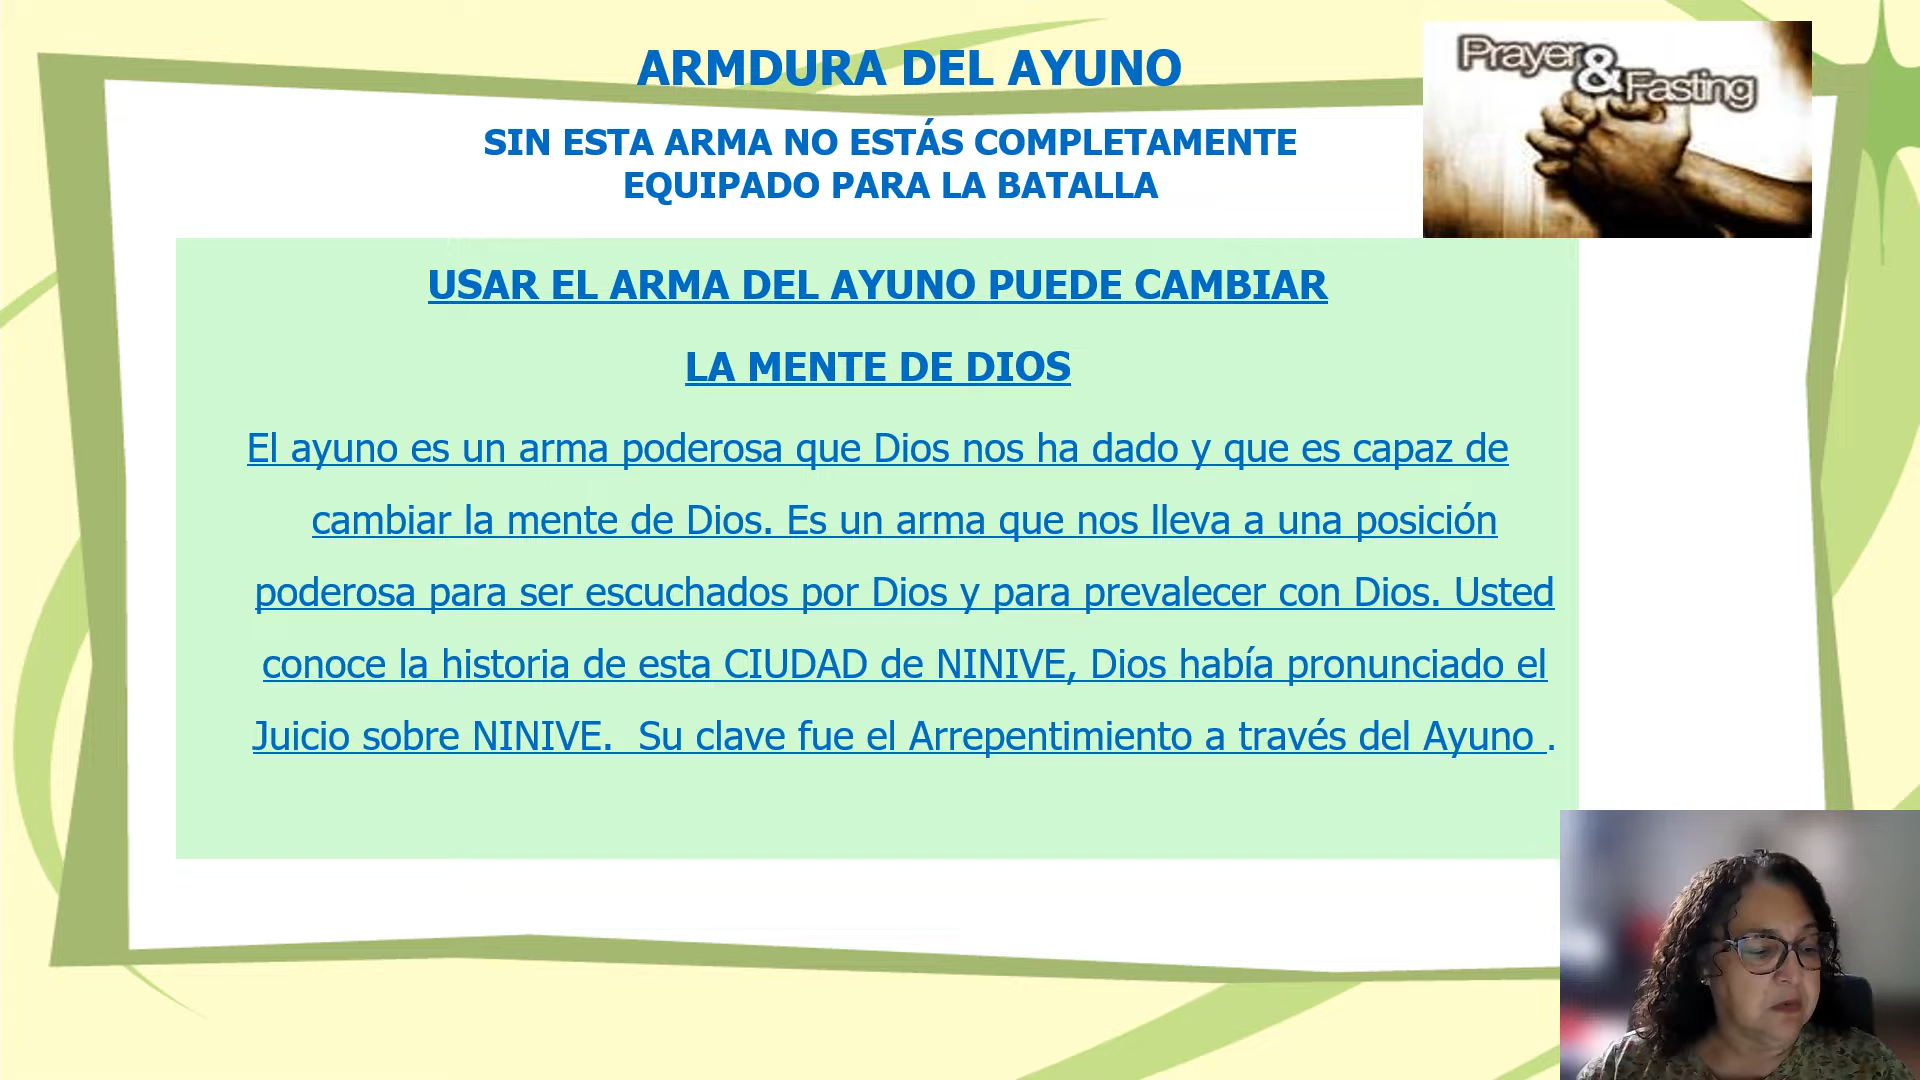 ARMDURA DEL AYUNO
Prayer & Fasting
SIN ESTA ARMA NO ESTÁS COMPLETAMENTE
EQUIPADO PARA LA BATALLA
USAR EL ARMA DEL AYUNO PUEDE CAMBIAR
LA MENTE DE DIOS
El ayuno es un arma poderosa que Dios nos ha dado y que es capaz de
cambiar la mente de Dios. Es un arma que nos lleva a una posición
poderosa para ser escuchados por Dios y para prevalecer con Dios. Usted
conoce la historia de esta CIUDAD de NINIVE, Dios había pronunciado el
Juicio sobre NINIVE.  Su clave fue el Arrepentimiento a través del Ayuno .